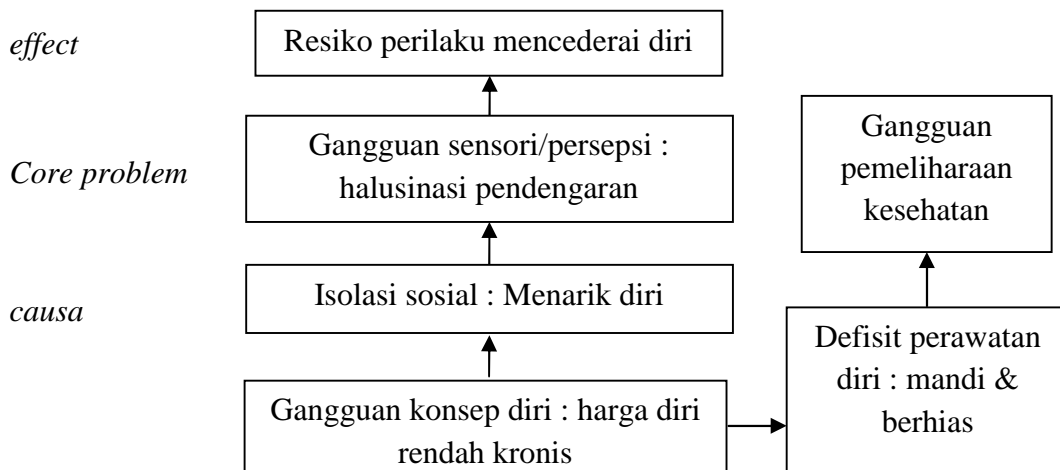 effect
Resiko perilaku mencederai diri
Core problem
Gangguan sensori/persepsi :
halusinasi pendengaran
Gangguan
pemeliharaan
kesehatan
causa
Isolasi sosial : Menarik diri
Defisit perawatan
diri : mandi &
berhias
Gangguan konsep diri : harga diri
rendah kronis